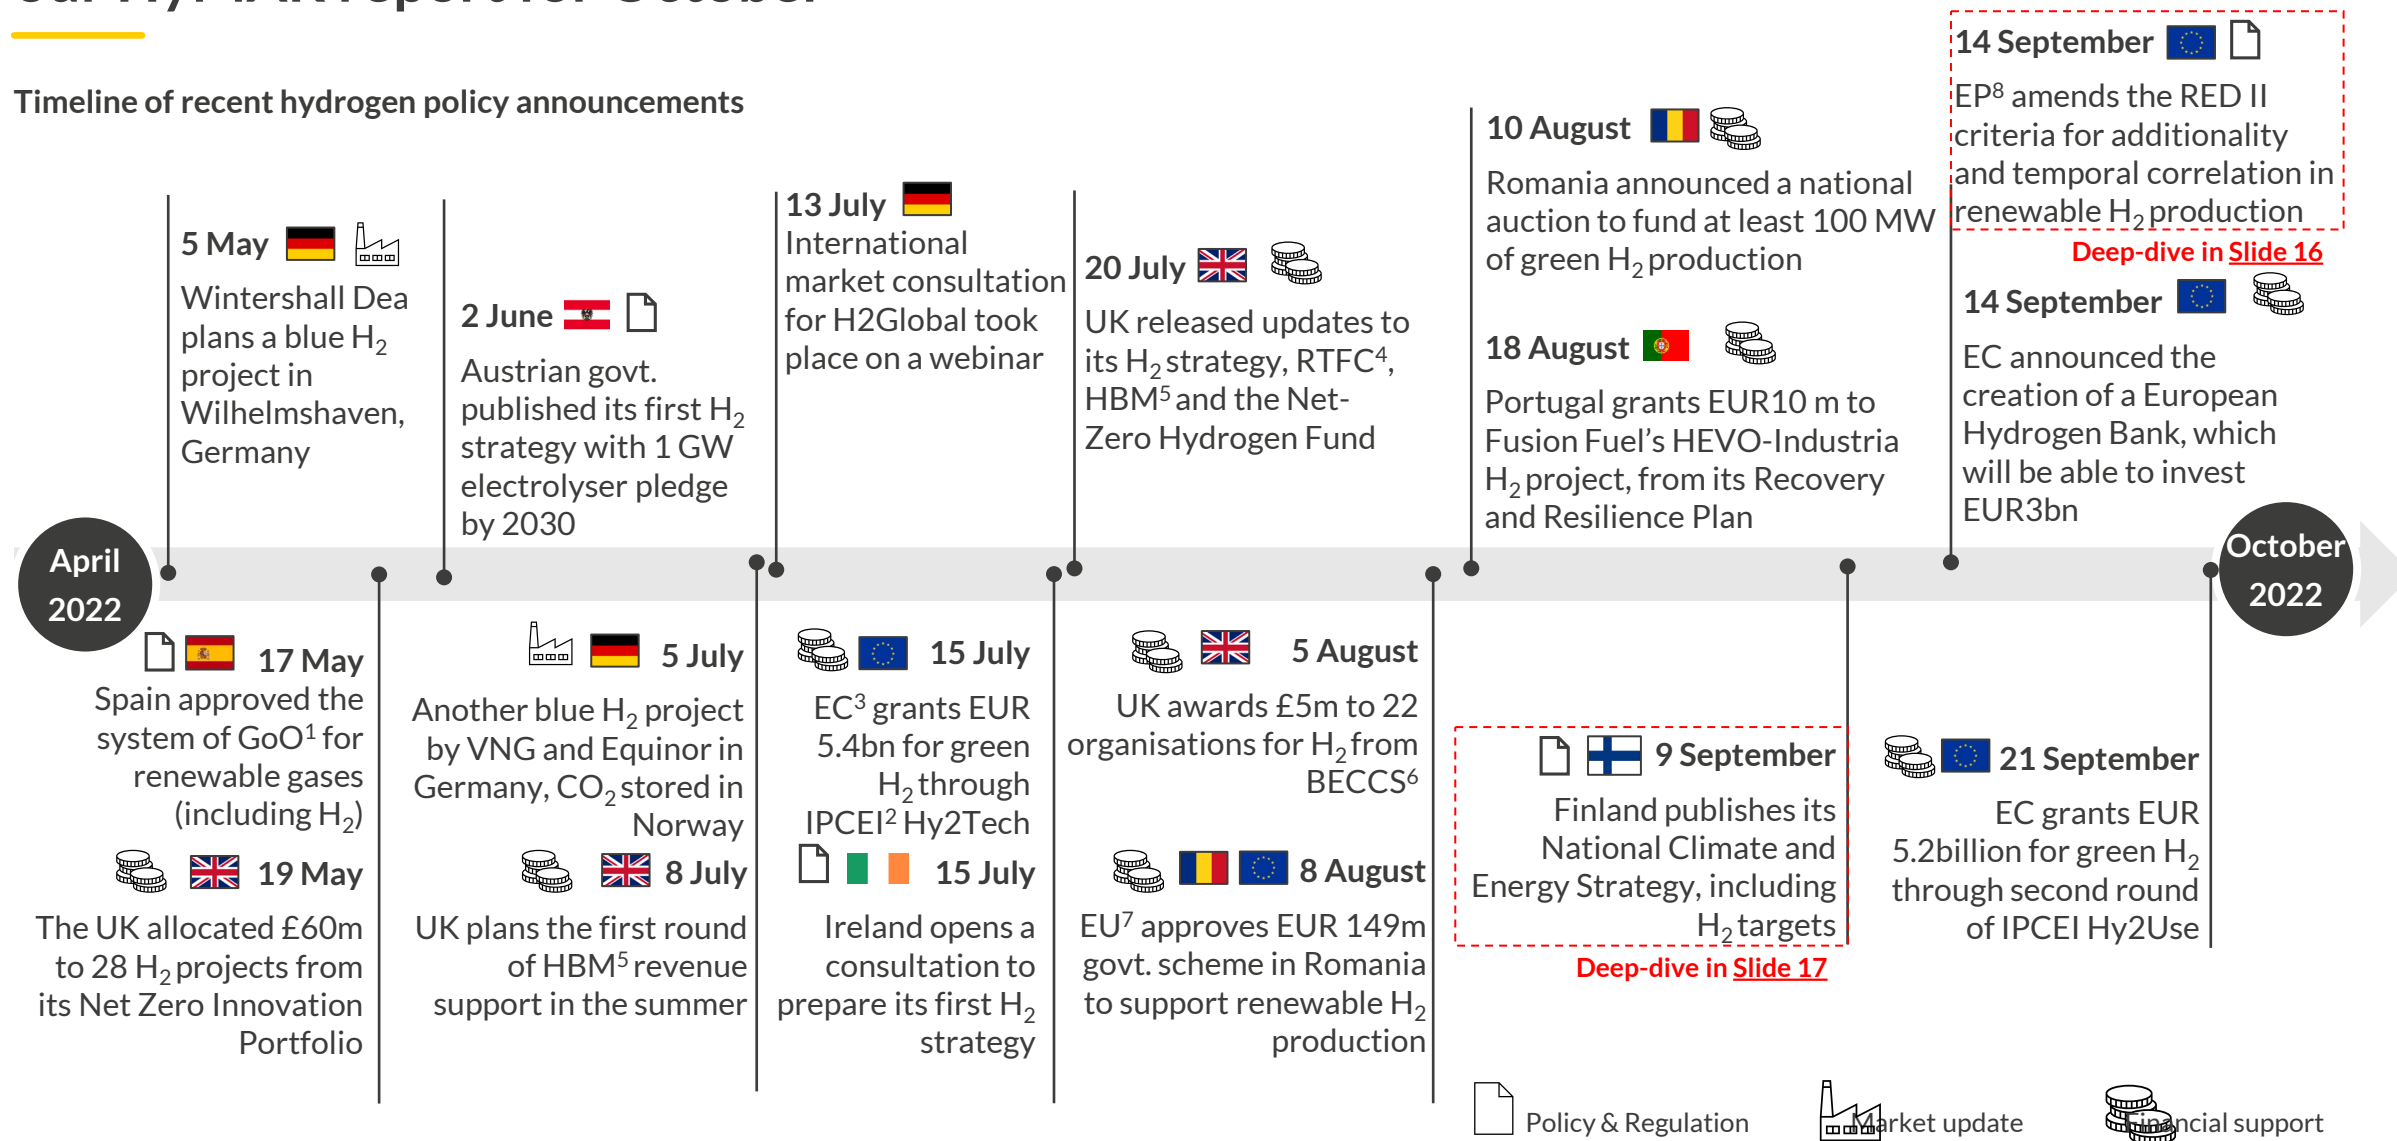 Our HyMAR report for October
Timeline of recent hydrogen policy announcements
5 May
Wintershall Dea
plans a blue H2
project in
Wilhelmshaven,
Germany
2 June
Austrian govt.
published its first H2
strategy with 1 GW
electrolyser pledge
by 2030
13 July
International
market consultation
for H2Global took
place on a webinar
20 July
UK released updates to
its H2 strategy, RTFC4,
HBM5 and the Net-
Zero Hydrogen Fund
10 August
Romania announced a national
auction to fund at least 100 MW
of green H2 production
18 August
Portugal grants EUR10 m to
Fusion Fuel’s HEVO-Industria
H2 project, from its Recovery
and Resilience Plan
14 September
EP8 amends the RED II
criteria for additionality
and temporal correlation in
renewable H2 production
Deep-dive in Slide 16
14 September
EC announced the
creation of a European
Hydrogen Bank, which
will be able to invest
EUR3bn
April
2022
October
2022
17 May
Spain approved the
system of GoO1 for
renewable gases
(including H2)
19 May
The UK allocated £60m
to 28 H2 projects from
its Net Zero Innovation
Portfolio
5 July
Another blue H2 project
by VNG and Equinor in
Germany, CO2 stored in
Norway
8 July
UK plans the first round
of HBM5 revenue
support in the summer
15 July
EC3 grants EUR
5.4bn for green
H2 through
IPCEI2 Hy2Tech
15 July
Ireland opens a
consultation to
prepare its first H2
strategy
5 August
UK awards £5m to 22
organisations for H2 from
BECCS6
8 August
EU7 approves EUR 149m
govt. scheme in Romania
to support renewable H2
production
9 September
Finland publishes its
National Climate and
Energy Strategy, including
H2 targets
Deep-dive in Slide 17
21 September
EC grants EUR
5.2billion for green H2
through second round
of IPCEI Hy2Use
Policy & Regulation
Market update
Financial support